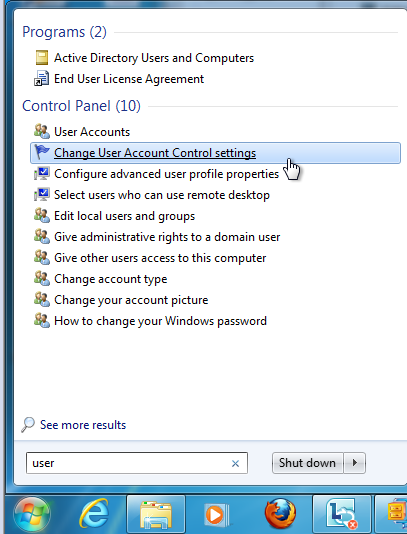 Programs (2)
Active Directory Users and Computers
End User License Agreement
Control Panel (10)
User Accounts
Change User Account Control settings
Configure advanced user profile properties
Select users who can use remote desktop
Edit local users and groups
Give administrative rights to a domain user
Give other users access to this computer
Change account type
Change your account picture
How to change your Windows password
See more results
user
Shut down